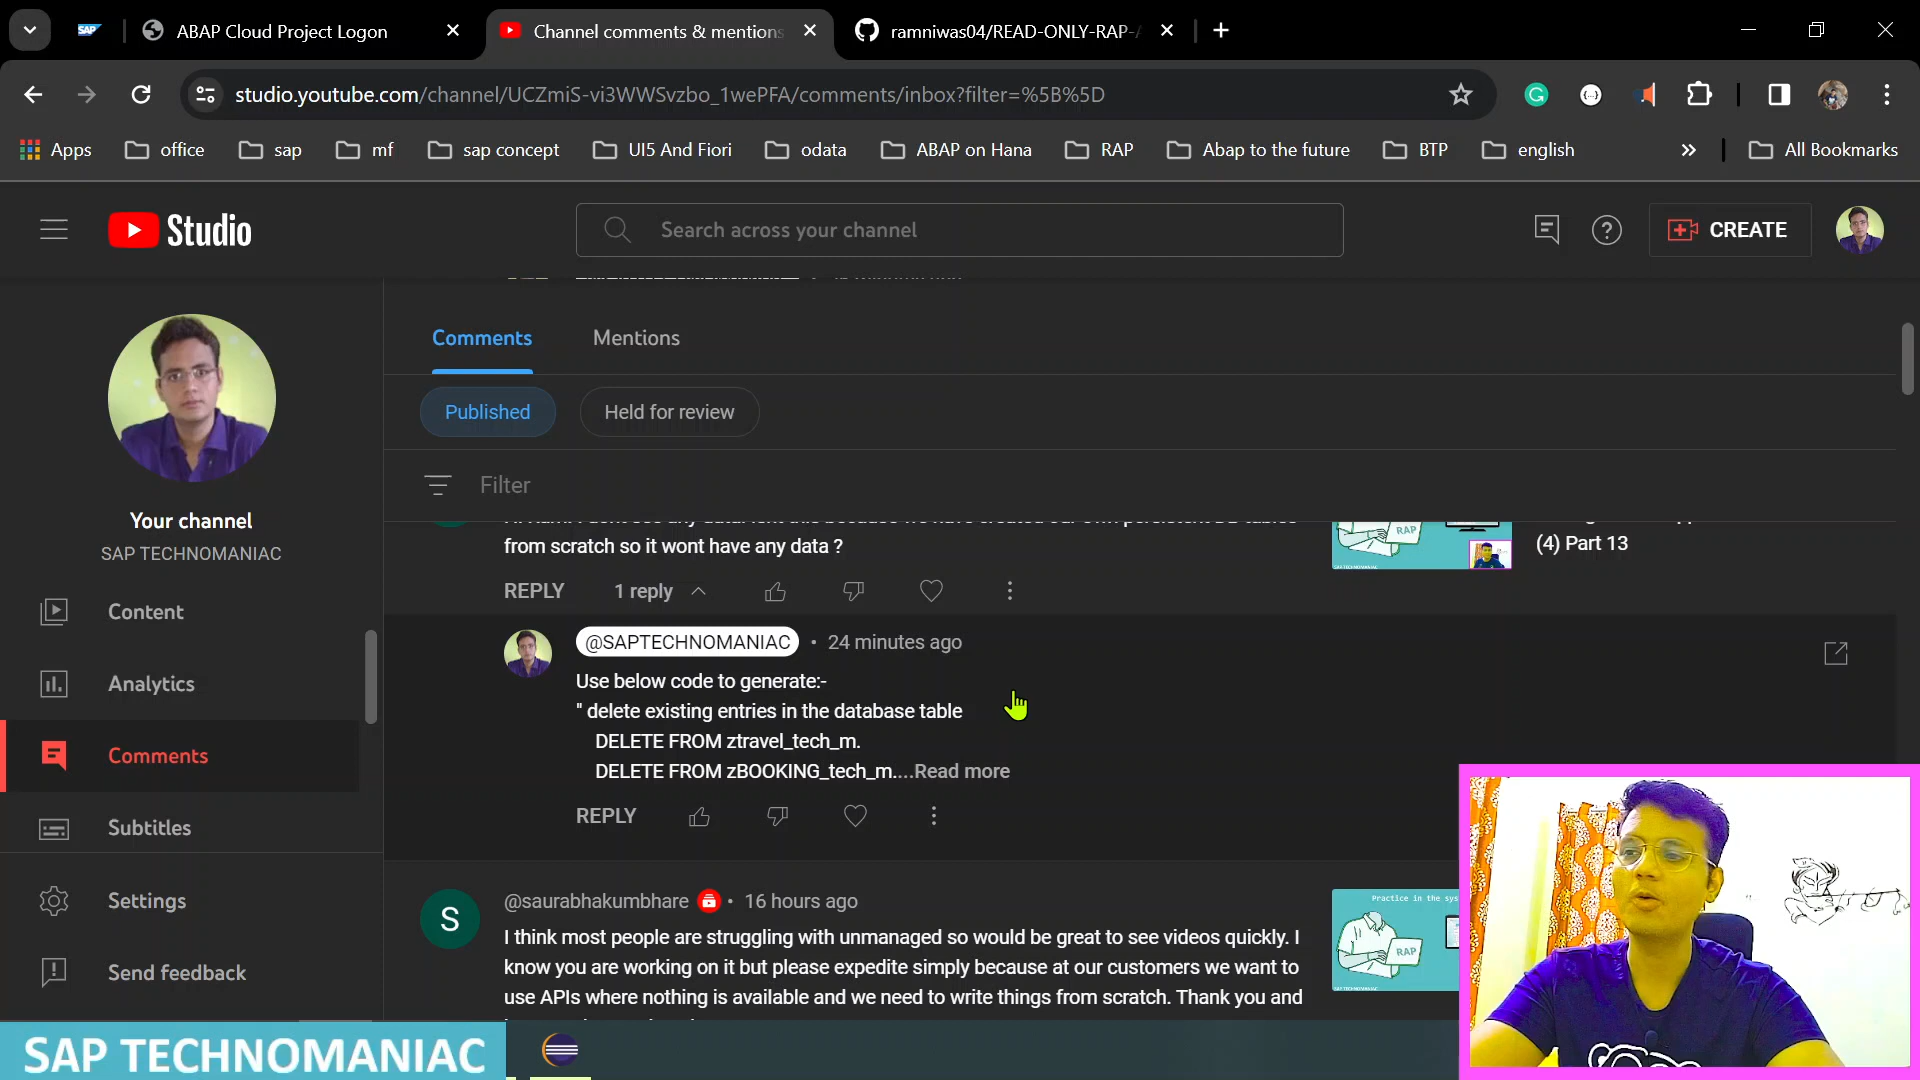 SAP
ABAP Cloud Project Logon
Channel comments & mentions
ramniwas04/READ-ONLY-RAP-
studio.youtube.com/channel/UCZmiS-vi3WWSvzbo_1wePFA/comments/inbox?filter=%5B%5D
Apps
office
sap
mf
sap concept
UI5 And Fiori
odata
ABAP on Hana
RAP
Abap to the future
BTP
english
All Bookmarks
Studio
Search across your channel
CREATE
Your channel
SAP TECHNOMANIAC
Content
Analytics
Comments
Subtitles
Settings
Send feedback
Comments
Mentions
Published
Held for review
Filter
from scratch so it wont have any data ?
RAP
(4) Part 13
REPLY
1 reply
@SAPTECHNOMANIAC • 24 minutes ago
Use below code to generate:-
" delete existing entries in the database table
DELETE FROM ztravel_tech_m.
DELETE FROM zBOOKING_tech_m....Read more
REPLY
S
@saurabhakumbhare • 16 hours ago
I think most people are struggling with unmanaged so would be great to see videos quickly. I
know you are working on it but please expedite simply because at our customers we want to
use APIs where nothing is available and we need to write things from scratch. Thank you and
Practice in the sys
RAP
SAP TECHNOMANIAC